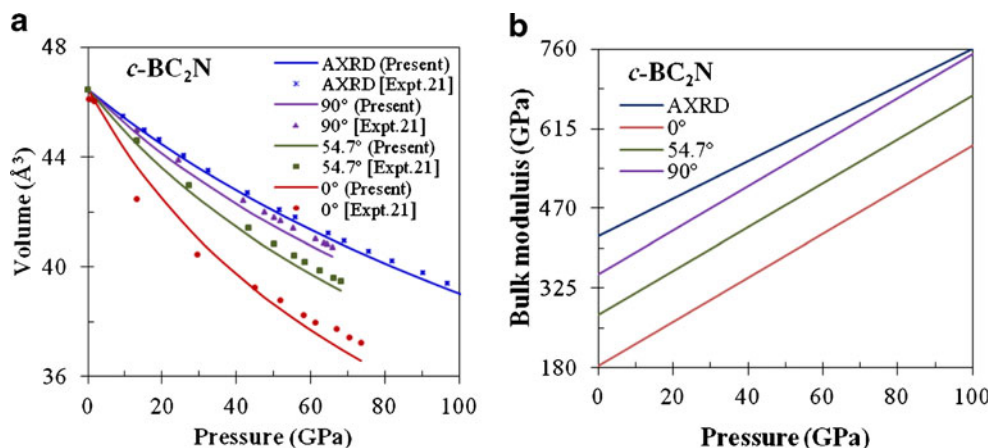 a
48
44
40
36
Volume (Å³)
c-BC₂N
AXRD (Present)
AXRD [Expt.21]
90° (Present)
90° [Expt.21]
54.7° (Present)
54.7° [Expt.21]
0° (Present)
0° [Expt.21]
0 20 40 60 80 100
Pressure (GPa)
b
760
615
470
325
180
Bulk moduluis (GPa)
c-BC₂N
AXRD
0°
54.7°
90°
0 20 40 60 80 100
Pressure (GPa)